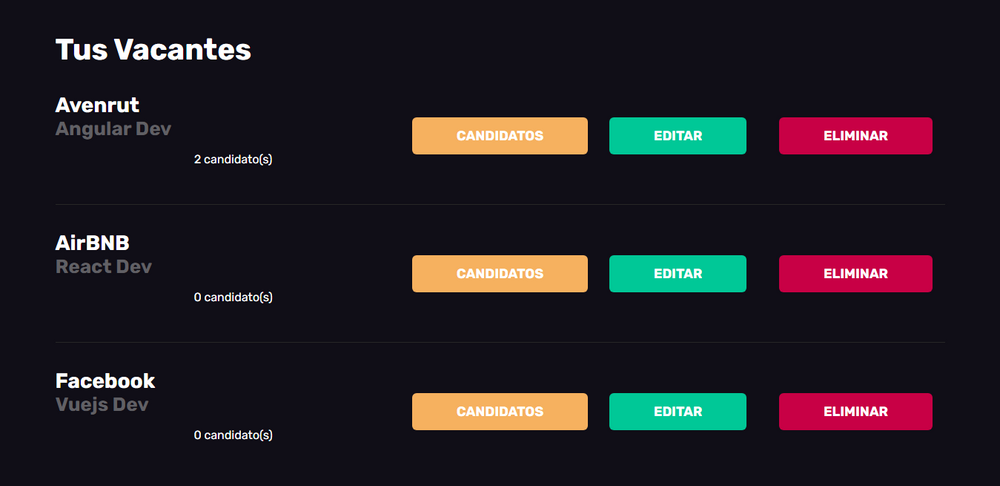 Tus Vacantes
Avenrut
Angular Dev
2 candidato(s)
CANDIDATOS
EDITAR
ELIMINAR
AirBNB
React Dev
0 candidato(s)
CANDIDATOS
EDITAR
ELIMINAR
Facebook
Vuejs Dev
0 candidato(s)
CANDIDATOS
EDITAR
ELIMINAR